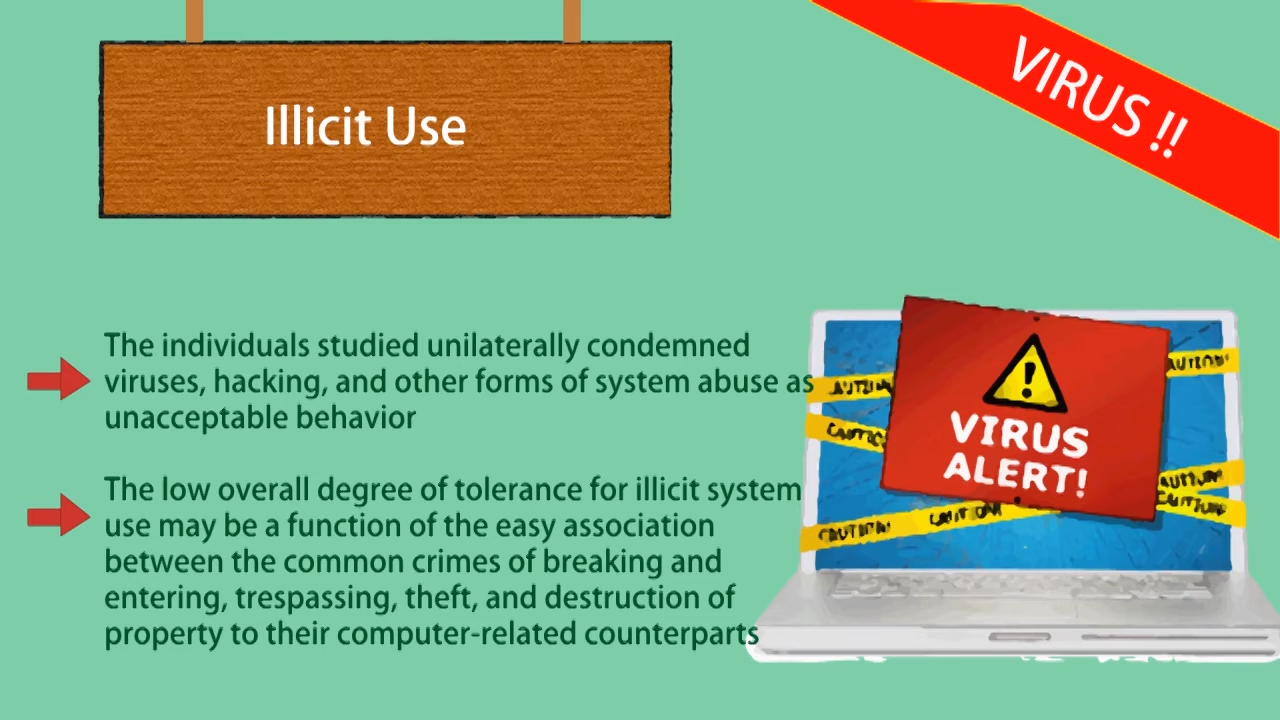 Illicit Use
VIRUS !!
The individuals studied unilaterally condemned
viruses, hacking, and other forms of system abuse as
unacceptable behavior
The low overall degree of tolerance for illicit system
use may be a function of the easy association
between the common crimes of breaking and
entering, trespassing, theft, and destruction of
property to their computer-related counterparts
VIRUS
ALERT!
CAUTION!
CAUTION!